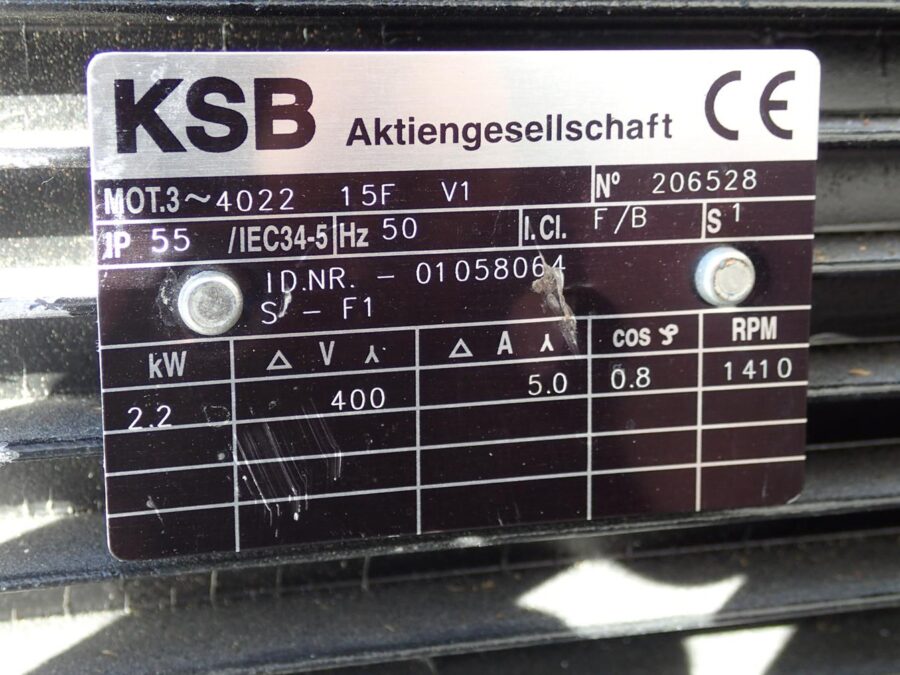 KSB Aktiengesellschaft CE
MOT.3~ 4022 15F V1 Nº 206528
IP 55 /IEC34-5 Hz 50 I.Cl. F/B S 1
ID.NR. - 01058064
S - F1
kW △ V ⅄ △ A ⅄ cos φ RPM
2.2 400 5.0 0.8 1410